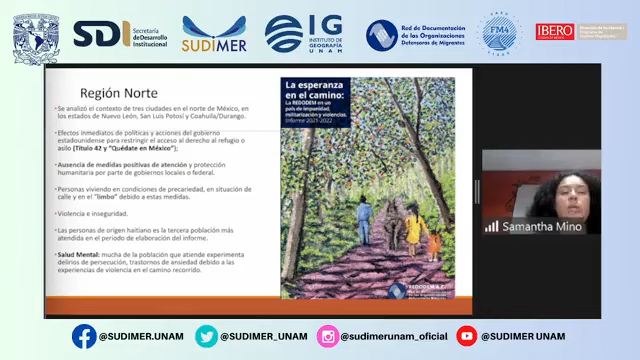 SDI
Secretaría
de Desarrollo
Institucional
SUDIMER
IG
INSTITUTO DE
GEOGRAFÍA
UNAM
Red de Documentación
de las Organizaciones
Defensoras de Migrantes
FM4
IBERO
Región Norte
Se analizó el contexto de tres ciudades en el norte de México, en
los estados de Nuevo León, San Luis Potosí y Coahuila/Durango.
Efectos inmediatos de políticas y acciones del gobierno
estadounidense para restringir el acceso al derecho al refugio o
asilo (Título 42 y "Quédate en México");
Ausencia de medidas positivas de atención y protección
humanitaria por parte de gobiernos locales o federal.
Personas viviendo en condiciones de precariedad, en situación de
calle y en el "limbo" debido a estas medidas.
Violencia e inseguridad.
Las personas de origen haitiano es la tercera población más
atendida en el periodo de elaboración del informe.
Salud Mental: mucha de la población que atiende experimenta
delirios de persecución, trastornos de ansiedad debido a las
experiencias de violencia en el camino recorrido.
La esperanza
en el camino:
La REDODEM en un
país de impunidad,
militarización y violencias.
Informe 2021-2022
REDODEM A.C.
Samantha Mino
@SUDIMER.UNAM
@SUDIMER_UNAM
@sudimerunam_oficial
@SUDIMER UNAM